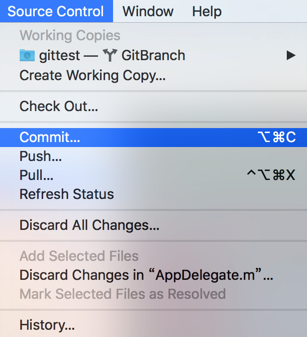 Source Control Window Help
Working Copies
gittest — GitBranch ▶
Create Working Copy...
Check Out...
Commit... ⌥⌘C
Push...
Pull... ^⌥⌘X
Refresh Status
Discard All Changes...
Add Selected Files
Discard Changes in “AppDelegate.m”...
Mark Selected Files as Resolved
History...